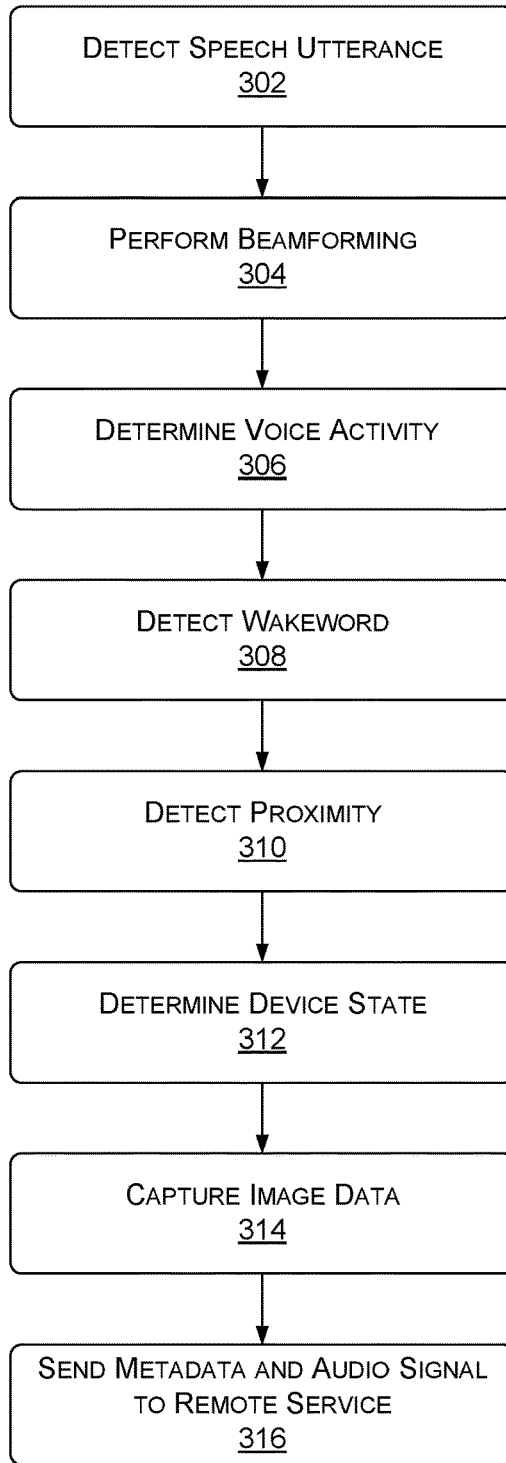 DETECT SPEECH UTTERANCE
302
PERFORM BEAMFORMING
304
DETERMINE VOICE ACTIVITY
306
DETECT WAKEWORD
308
DETECT PROXIMITY
310
DETERMINE DEVICE STATE
312
CAPTURE IMAGE DATA
314
SEND METADATA AND AUDIO SIGNAL
TO REMOTE SERVICE
316